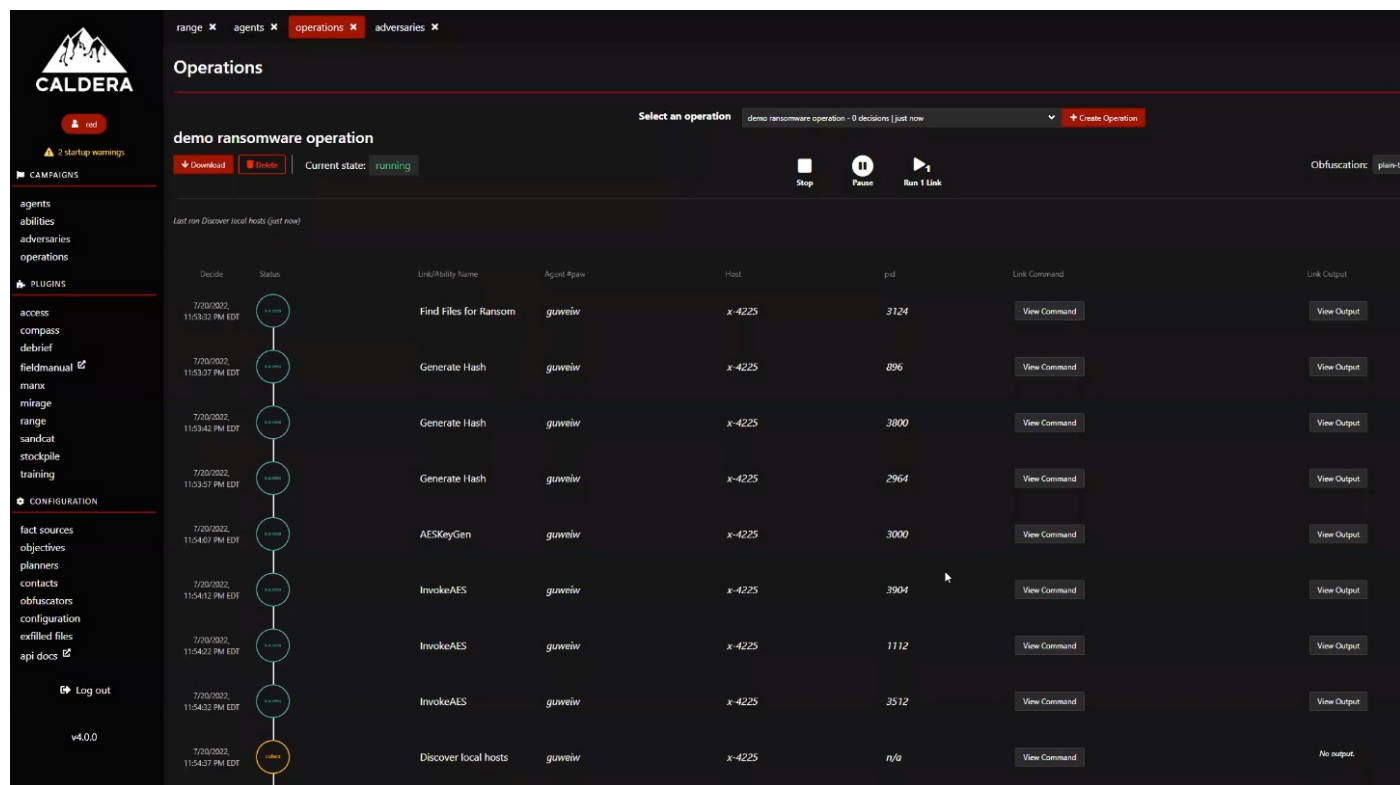 range ✖ agents ✖ operations ✖ adversaries ✖
CALDERA
red
2 startup warnings
CAMPAIGNS
agents
abilities
adversaries
operations
PLUGINS
access
compass
debrief
fieldmanual
manx
mirage
range
sandcat
stockpile
training
CONFIGURATION
fact sources
objectives
planners
contacts
obfuscators
configuration
exfilled files
api docs
Log out
v4.0.0
Operations
Select an operation demo ransomware operation - 0 decisions | just now + Create Operation
demo ransomware operation
Download Delete Current state: running
Stop Pause 1 Run 1 Link
Obfuscation: plain-t
Last ran Discover local hosts (just now)
Decide Status Link/Ability Name Agent #paw Host pid Link Command Link Output
7/20/2022,
11:53:32 PM EDT Find Files for Ransom guweiw x-4225 3124 View Command View Output
7/20/2022,
11:53:37 PM EDT Generate Hash guweiw x-4225 896 View Command View Output
7/20/2022,
11:53:42 PM EDT Generate Hash guweiw x-4225 3800 View Command View Output
7/20/2022,
11:53:57 PM EDT Generate Hash guweiw x-4225 2964 View Command View Output
7/20/2022,
11:54:07 PM EDT AESKeyGen guweiw x-4225 3000 View Command View Output
7/20/2022,
11:54:12 PM EDT InvokeAES guweiw x-4225 3904 View Command View Output
7/20/2022,
11:54:22 PM EDT InvokeAES guweiw x-4225 1112 View Command View Output
7/20/2022,
11:54:32 PM EDT InvokeAES guweiw x-4225 3512 View Command View Output
7/20/2022,
11:54:37 PM EDT collect Discover local hosts guweiw x-4225 n/a View Command No output.